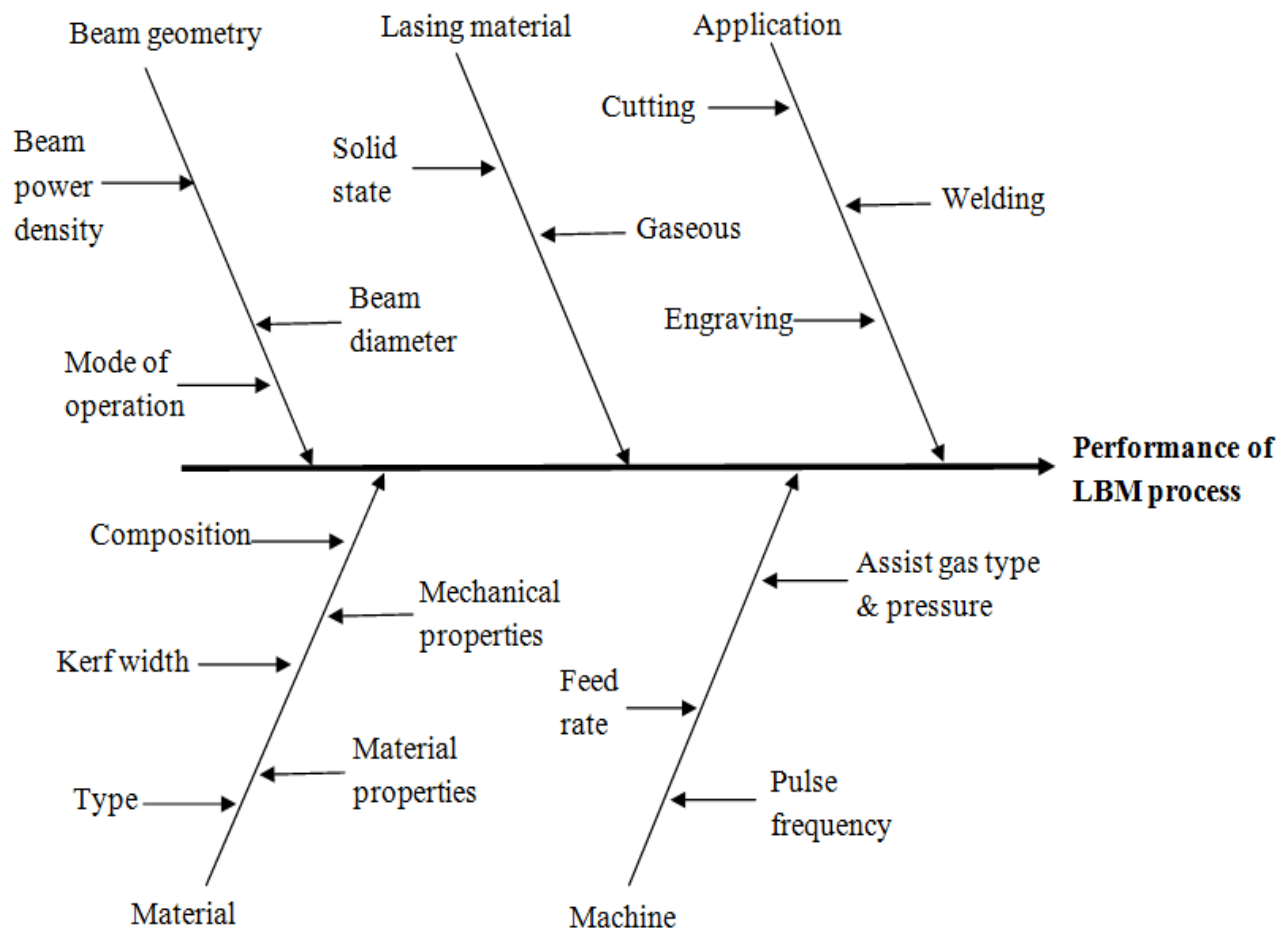 Beam geometry
Lasing material
Application
Beam
power
density
Solid
state
Cutting
Gaseous
Welding
Beam
diameter
Engraving
Mode of
operation
Performance of
LBM process
Composition
Mechanical
properties
Assist gas type
& pressure
Kerf width
Feed
rate
Material
properties
Type
Pulse
frequency
Material
Machine